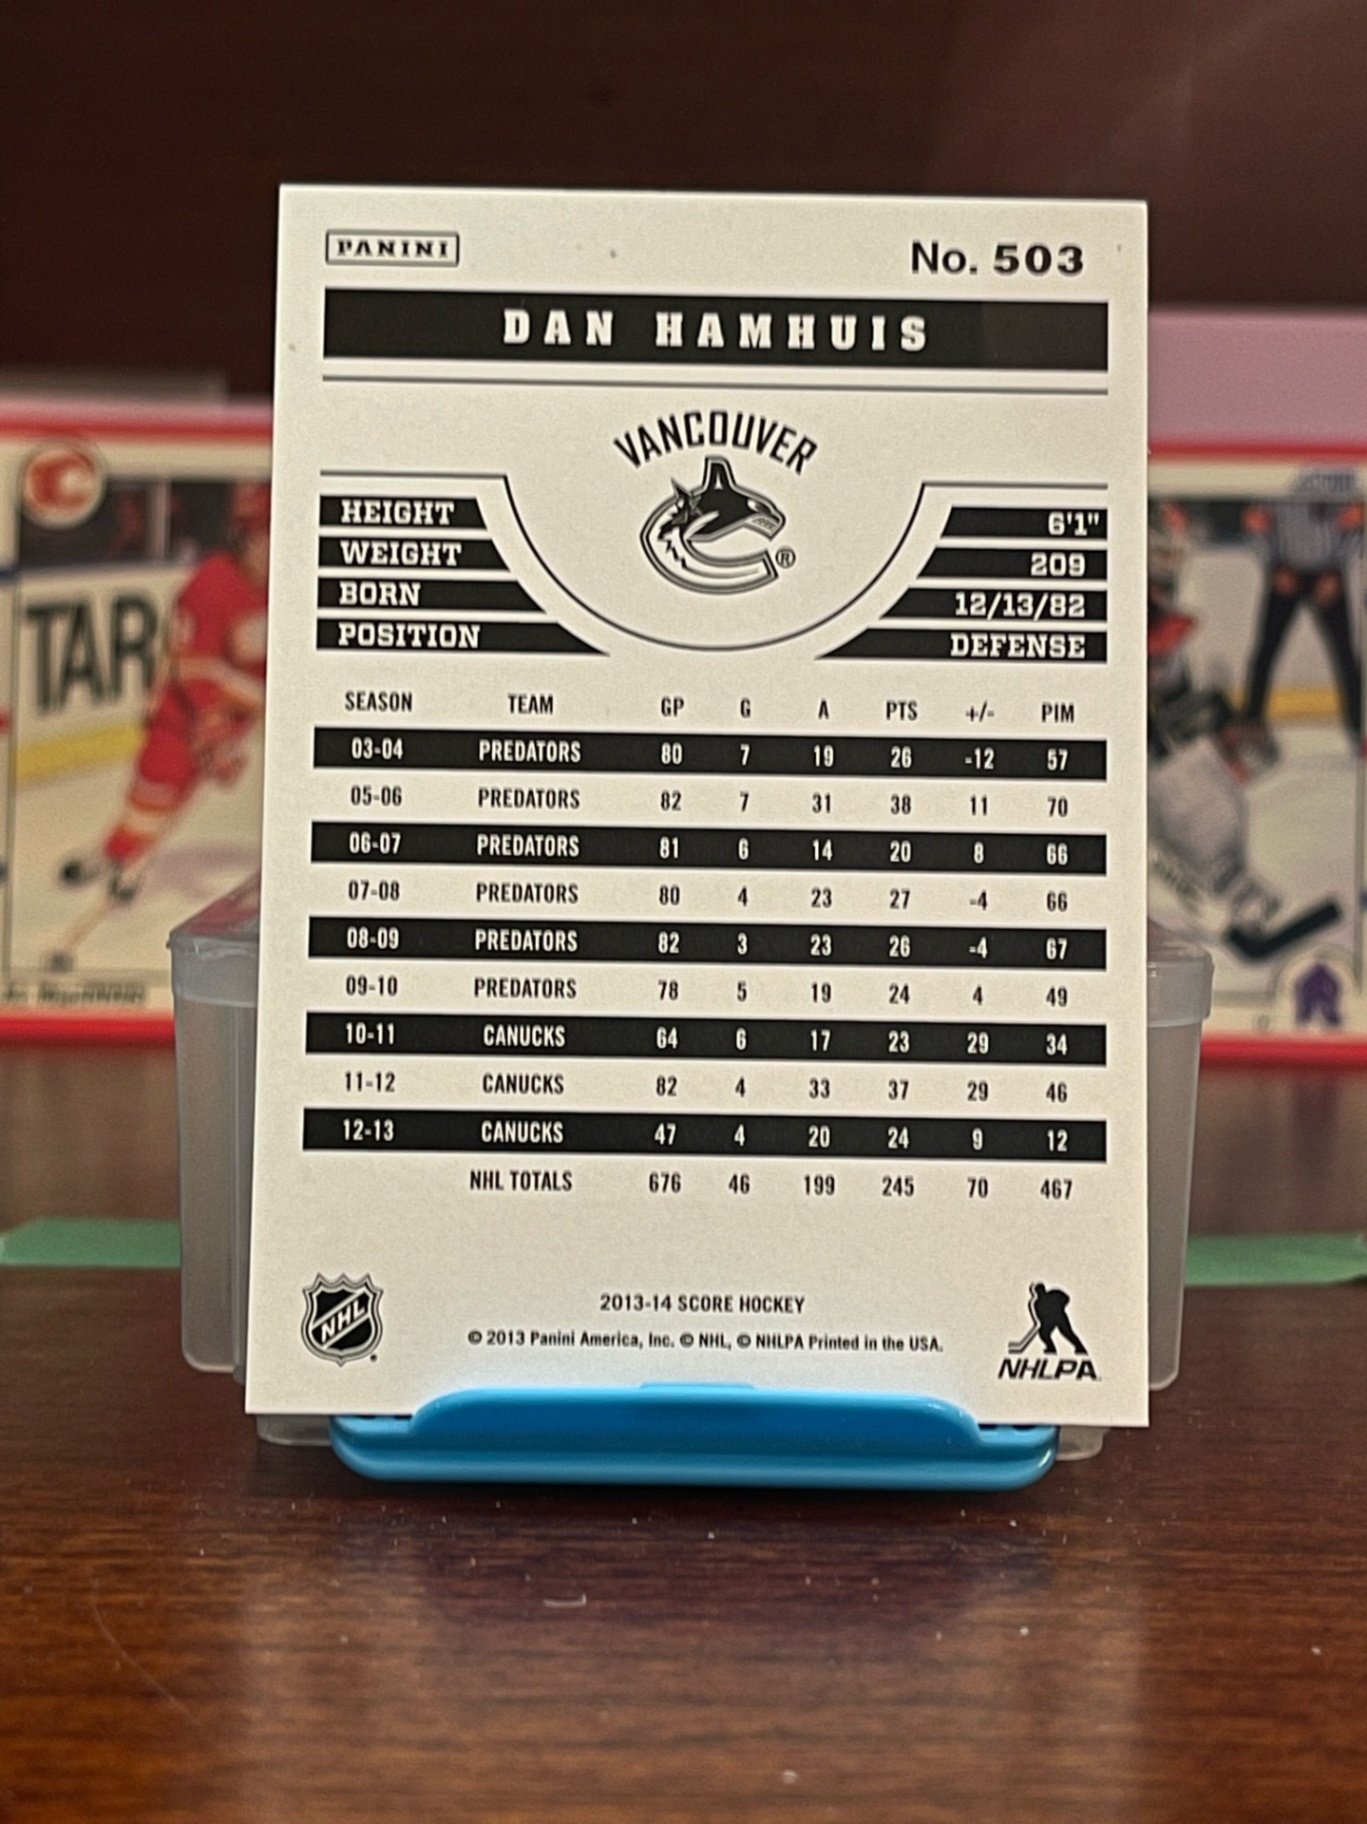 PANINI
No. 503
DAN HAMHUIS
VANCOUVER
HEIGHT 6'1"
WEIGHT 209
BORN 12/13/82
POSITION DEFENSE
SEASON TEAM GP G A PTS +/- PIM
03-04 PREDATORS 80 7 19 26 -12 57
05-06 PREDATORS 82 7 31 38 11 70
06-07 PREDATORS 81 6 14 20 8 66
07-08 PREDATORS 80 4 23 27 -4 66
08-09 PREDATORS 82 3 23 26 -4 67
09-10 PREDATORS 78 5 19 24 4 49
10-11 CANUCKS 64 6 17 23 29 34
11-12 CANUCKS 82 4 33 37 29 46
12-13 CANUCKS 47 4 20 24 9 12
NHL TOTALS 676 46 199 245 70 467
NHL
2013-14 SCORE HOCKEY
© 2013 Panini America, Inc. © NHL, © NHLPA Printed in the USA.
NHLPA
TAR